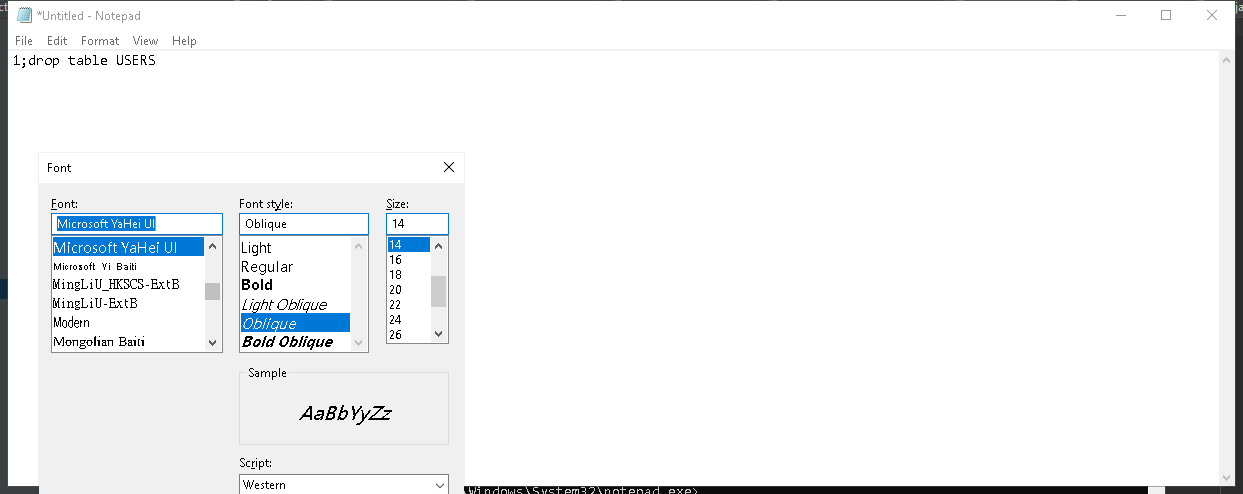 *Untitled - Notepad
File Edit Format View Help
1;drop table USERS
Font
Font: Font style: Size:
Microsoft YaHei UI Oblique 14
Microsoft YaHei UI
Microsoft Yi Baiti
MingLiU_HKSCS-ExtB
MingLiU-ExtB
Modern
Mongolian Baiti
Light
Regular
Bold
Light Oblique
Oblique
Bold Oblique
14
16
18
20
22
24
26
Sample
AaBbYyZz
Script:
Western
\Windows\System32\notepad.exe>